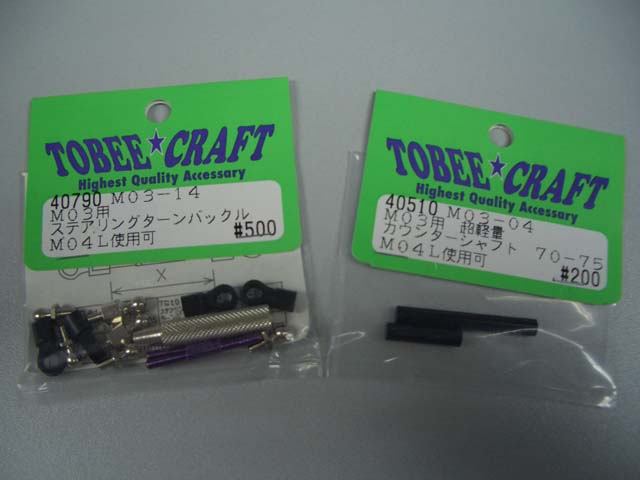 TOBEE★CRAFT
Highest Quality Accessary
40790 M03-14
M03用
ステアリングターンバックル
M04L使用可
#500
X
TOBEE★CRAFT
Highest Quality Accessary
40510 M03-04
M03用 超軽量
カウンターシャフト 70-75
M04L使用可
#200